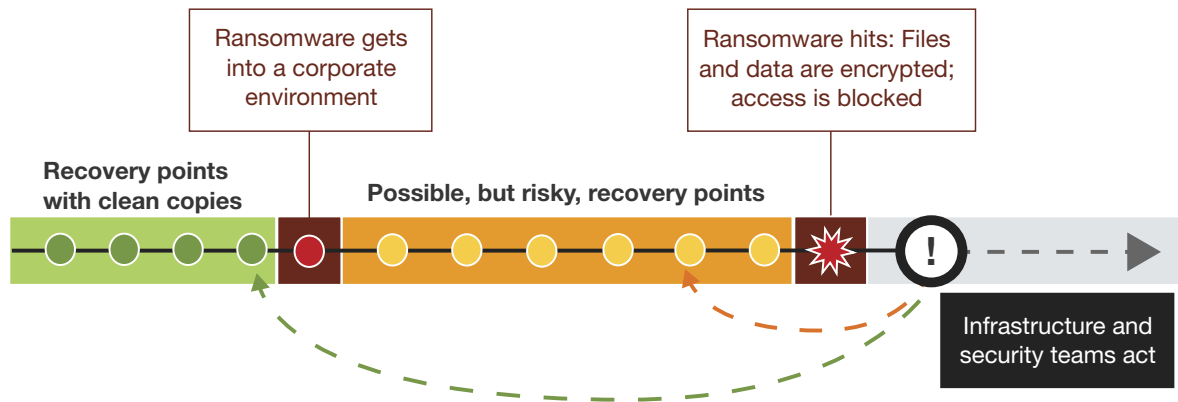 Ransomware gets
into a corporate
environment
Ransomware hits: Files
and data are encrypted;
access is blocked
Recovery points
with clean copies
Possible, but risky, recovery points
!
Infrastructure and
security teams act